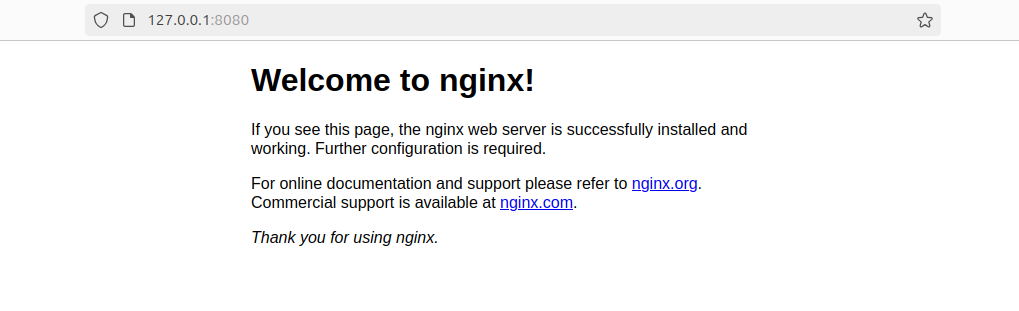 127.0.0.1:8080
Welcome to nginx!
If you see this page, the nginx web server is successfully installed and
working. Further configuration is required.
For online documentation and support please refer to nginx.org.
Commercial support is available at nginx.com.
Thank you for using nginx.